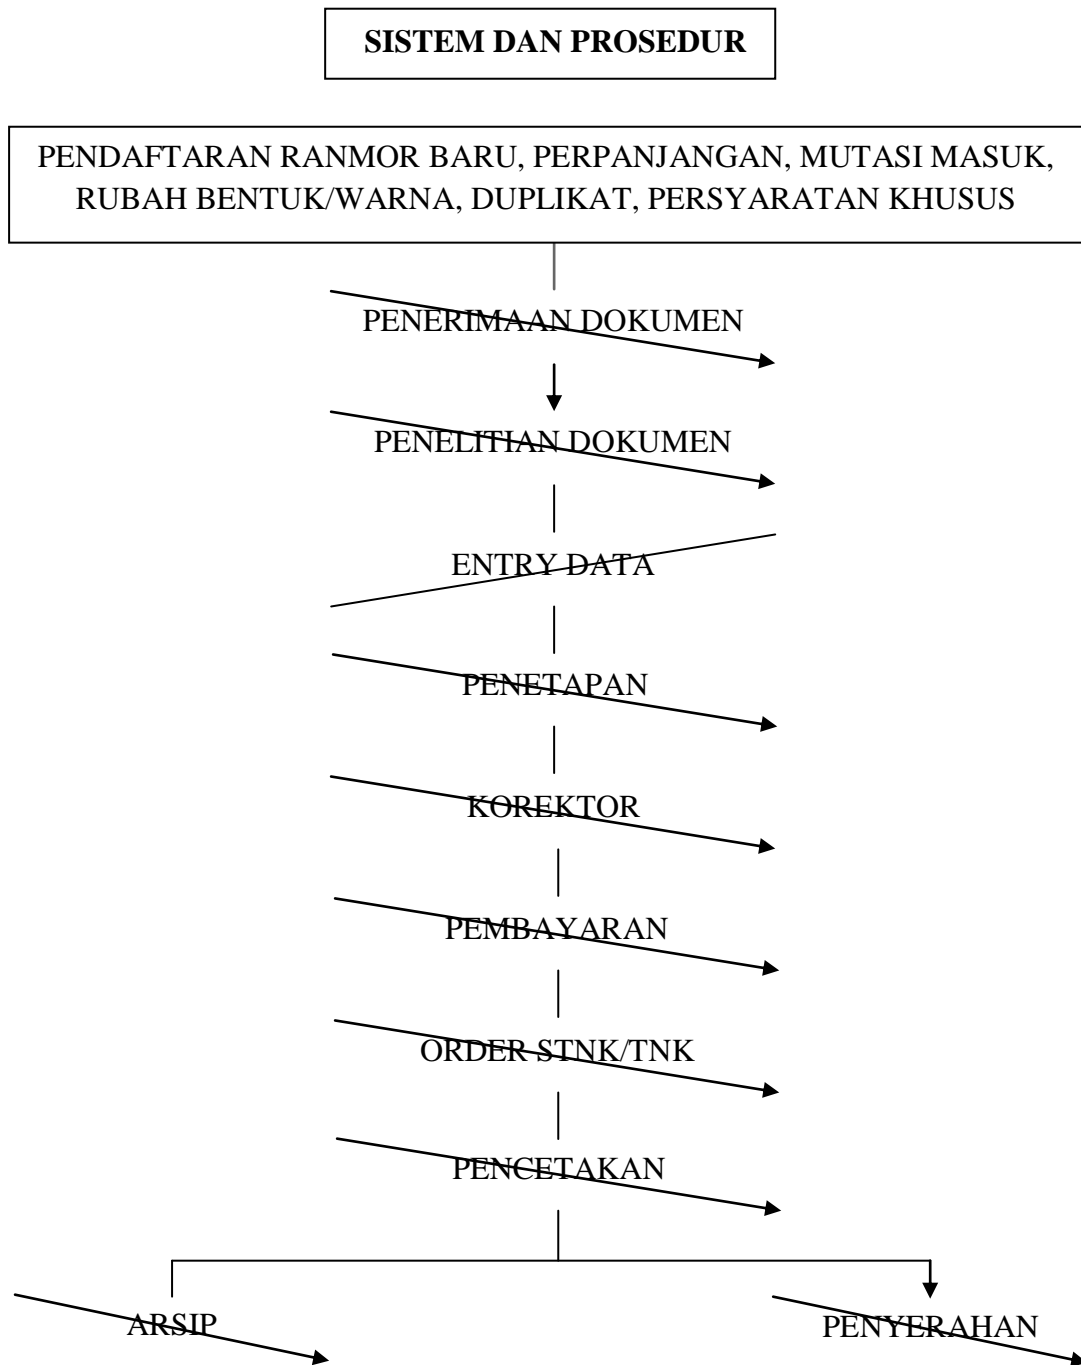 SISTEM DAN PROSEDUR
PENDAFTARAN RANMOR BARU, PERPANJANGAN, MUTASI MASUK,
RUBAH BENTUK/WARNA, DUPLIKAT, PERSYARATAN KHUSUS
PENERIMAAN DOKUMEN
PENELITIAN DOKUMEN
ENTRY DATA
PENETAPAN
KOREKTOR
PEMBAYARAN
ORDER STNK/TNK
PENCETAKAN
ARSIP
PENYERAHAN